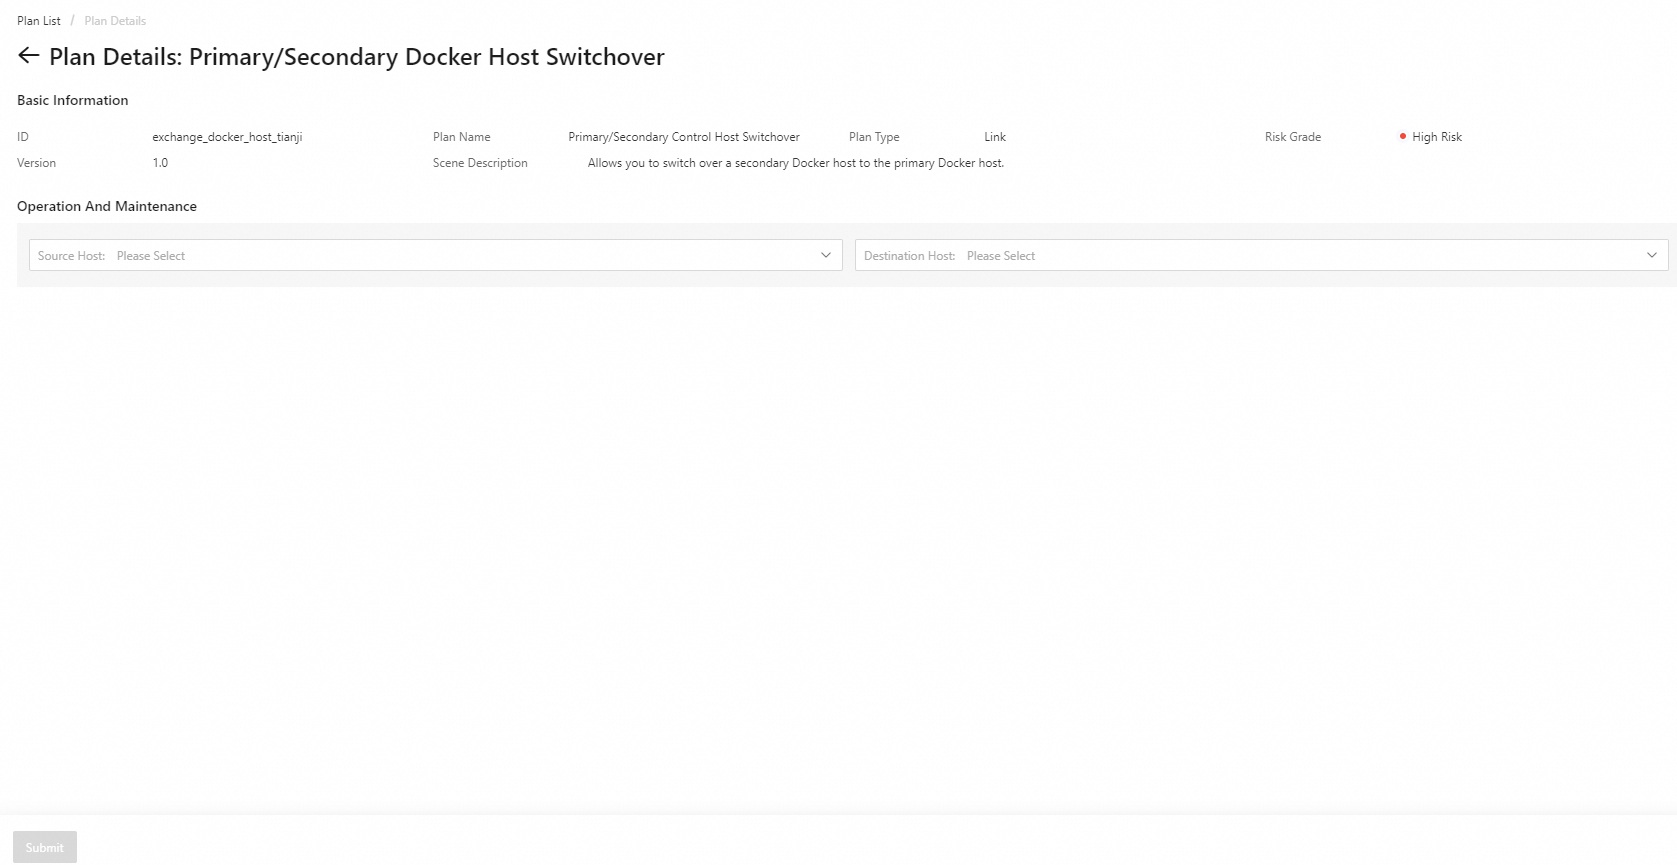 Plan List / Plan Details
Plan Details: Primary/Secondary Docker Host Switchover
Basic Information
ID exchange_docker_host_tianji Plan Name Primary/Secondary Control Host Switchover Plan Type Link Risk Grade High Risk
Version 1.0 Scene Description Allows you to switch over a secondary Docker host to the primary Docker host.
Operation And Maintenance
Source Host: Please Select Destination Host: Please Select
Submit